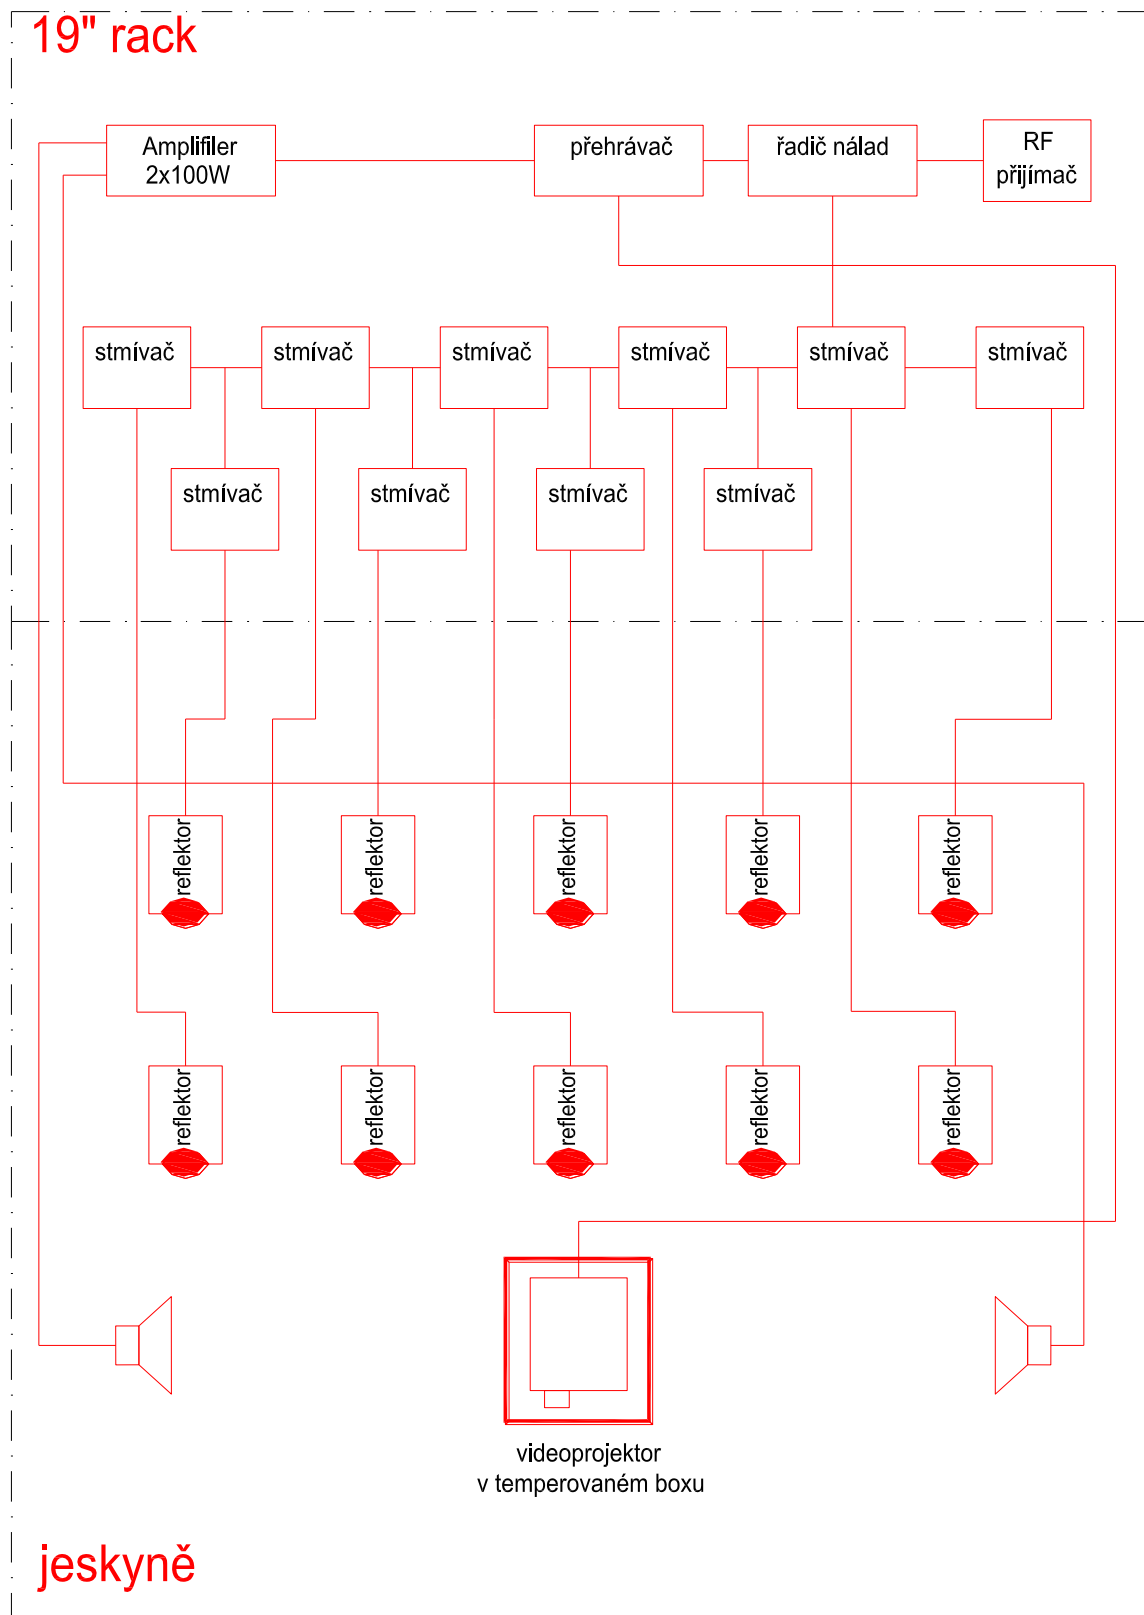 19" rack
Amplifiler
2x100W
přehrávač
řadič nálad
RF
přijímač
stmívač
stmívač
stmívač
stmívač
stmívač
stmívač
stmívač
stmívač
stmívač
stmívač
reflektor
reflektor
reflektor
reflektor
reflektor
reflektor
reflektor
reflektor
reflektor
reflektor
videoprojektor
v temperovaném boxu
jeskyně